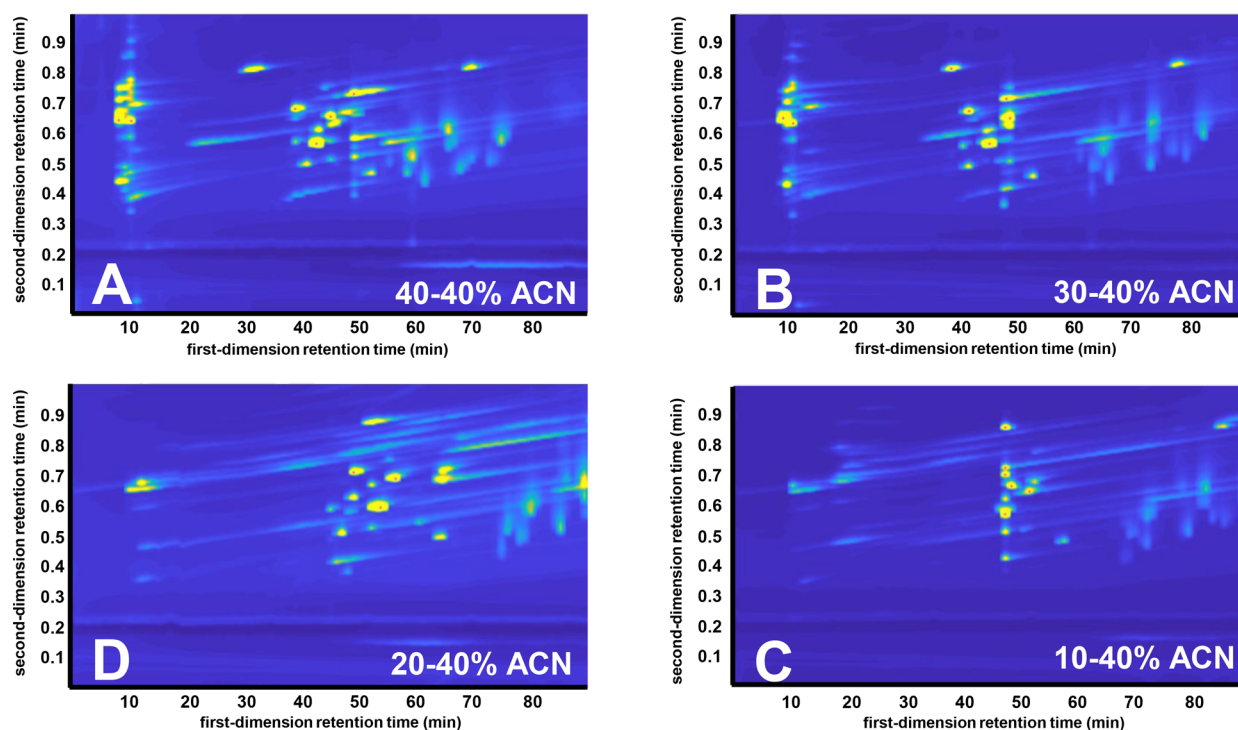 second-dimension retention time (min)
0.9
0.8
0.7
0.6
0.5
0.4
0.3
0.2
0.1
A
40-40% ACN
10 20 30 40 50 60 70 80
first-dimension retention time (min)
second-dimension retention time (min)
0.9
0.8
0.7
0.6
0.5
0.4
0.3
0.2
0.1
B
30-40% ACN
10 20 30 40 50 60 70 80
first-dimension retention time (min)
second-dimension retention time (min)
0.9
0.8
0.7
0.6
0.5
0.4
0.3
0.2
0.1
D
20-40% ACN
10 20 30 40 50 60 70 80
first-dimension retention time (min)
second-dimension retention time (min)
0.9
0.8
0.7
0.6
0.5
0.4
0.3
0.2
0.1
C
10-40% ACN
10 20 30 40 50 60 70 80
first-dimension retention time (min)